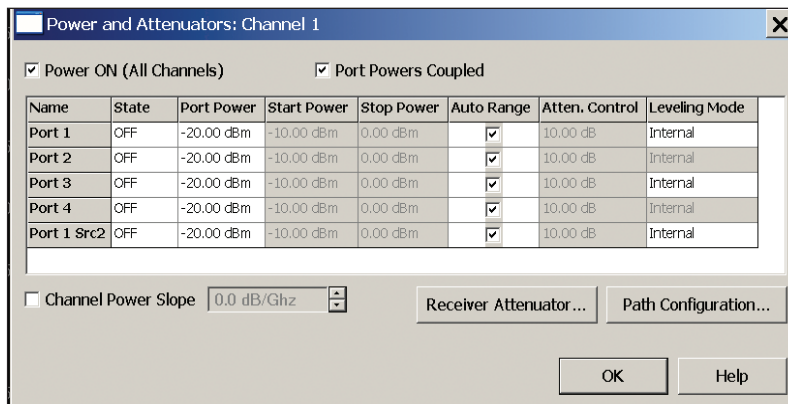 Power and Attenuators: Channel 1
Power ON (All Channels) Port Powers Coupled
Name State Port Power Start Power Stop Power Auto Range Atten. Control Leveling Mode
Port 1 OFF -20.00 dBm -10.00 dBm 0.00 dBm 10.00 dB Internal
Port 2 OFF -20.00 dBm -10.00 dBm 0.00 dBm 10.00 dB Internal
Port 3 OFF -20.00 dBm -10.00 dBm 0.00 dBm 10.00 dB Internal
Port 4 OFF -20.00 dBm -10.00 dBm 0.00 dBm 10.00 dB Internal
Port 1 Src2 OFF -20.00 dBm -10.00 dBm 0.00 dBm 10.00 dB Internal
Channel Power Slope 0.0 dB/Ghz Receiver Attenuator... Path Configuration...
OK Help